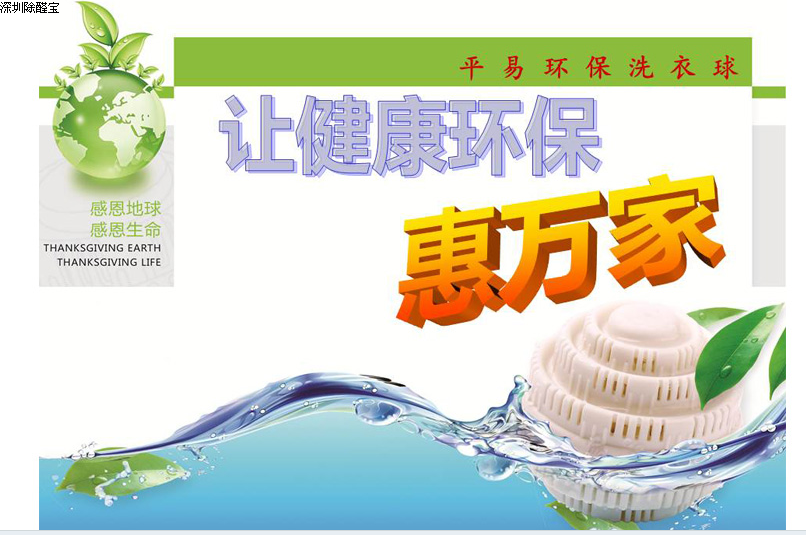 深圳除醛宝
平易环保洗衣球
让健康环保
惠万家
感恩地球
感恩生命
THANKSGIVING EARTH
THANKSGIVING LIFE